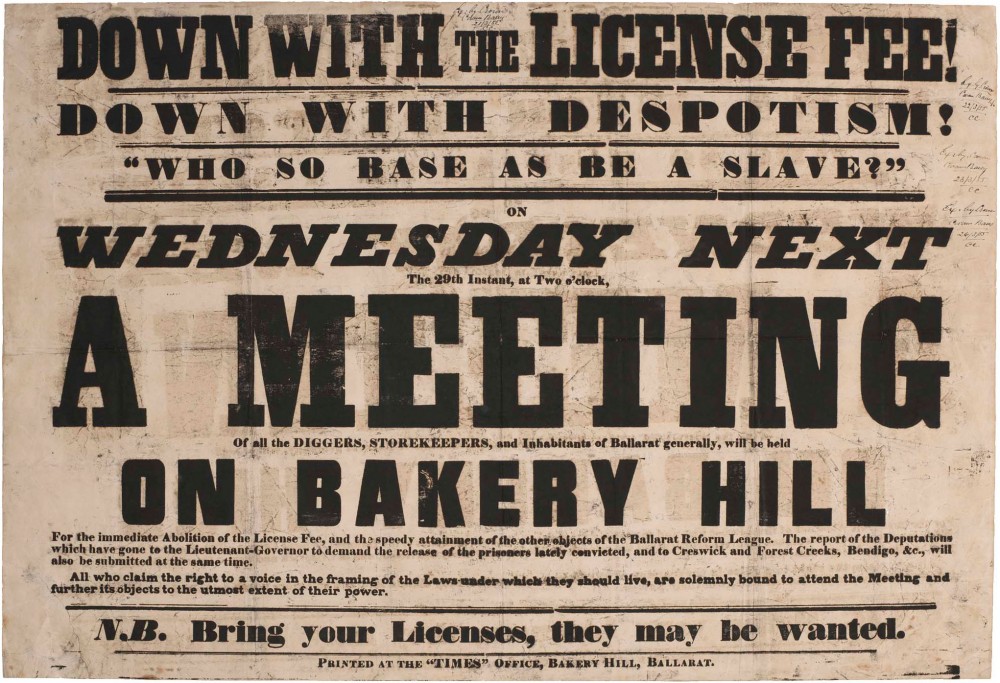 DOWN WITH THE LICENSE FEE!
DOWN WITH DESPOTISM!
“WHO SO BASE AS BE A SLAVE?”
ON
WEDNESDAY NEXT
The 29th Instant, at Two o'clock,
A MEETING
Of all the DIGGERS, STOREKEEPERS, and Inhabitants of Ballarat generally, will be held
ON BAKERY HILL
For the immediate Abolition of the License Fee, and the speedy attainment of the other objects of the Ballarat Reform League. The report of the Deputations
which have gone to the Lieutenant-Governor to demand the release of the prisoners lately convicted, and to Creswick and Forest Creeks, Bendigo, &c., will
also be submitted at the same time.
All who claim the right to a voice in the framing of the Laws under which they should live, are solemnly bound to attend the Meeting and
further its objects to the utmost extent of their power.
N.B. Bring your Licenses, they may be wanted.
PRINTED AT THE “TIMES” OFFICE, BAKERY HILL, BALLARAT.